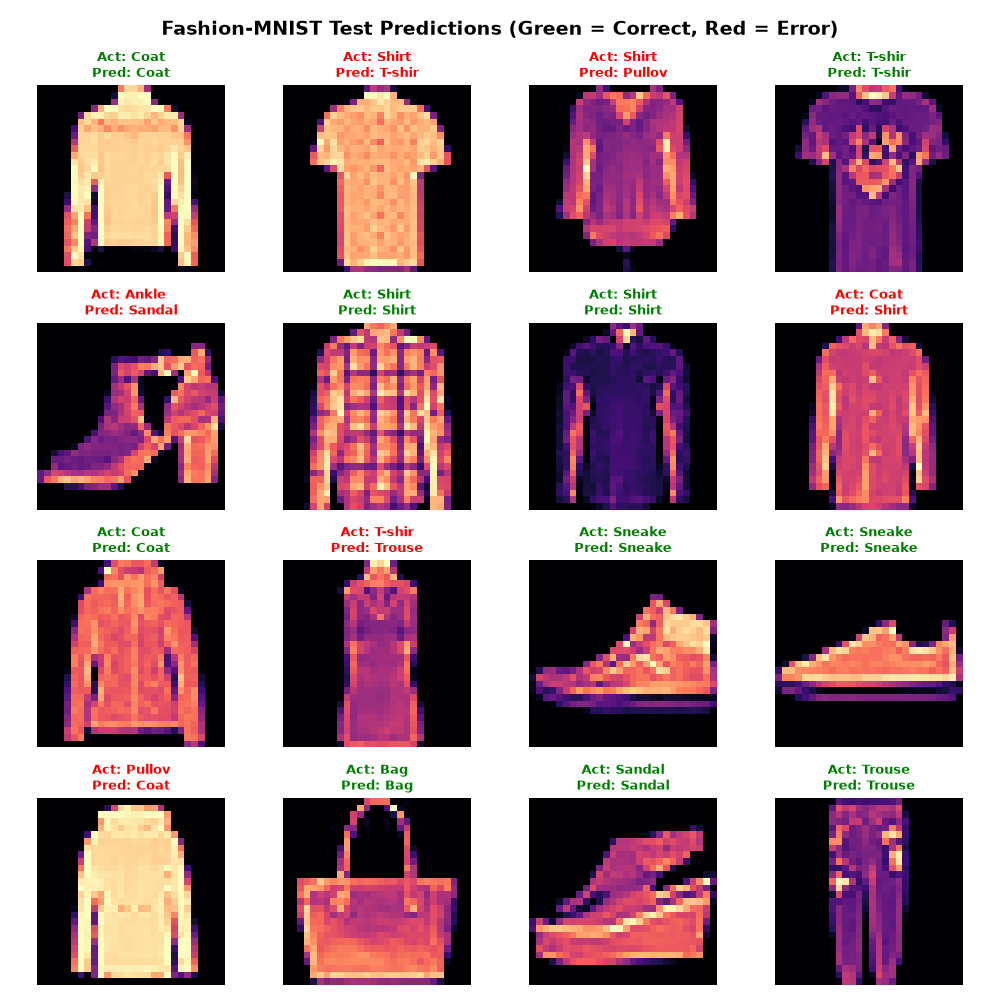 Fashion-MNIST Test Predictions (Green = Correct, Red = Error)
Act: Coat
Pred: Coat
Act: Shirt
Pred: T-shir
Act: Shirt
Pred: Pullov
Act: T-shir
Pred: T-shir
Act: Ankle
Pred: Sandal
Act: Shirt
Pred: Shirt
Act: Shirt
Pred: Shirt
Act: Coat
Pred: Shirt
Act: Coat
Pred: Coat
Act: T-shir
Pred: Trouse
Act: Sneake
Pred: Sneake
Act: Sneake
Pred: Sneake
Act: Pullov
Pred: Coat
Act: Bag
Pred: Bag
Act: Sandal
Pred: Sandal
Act: Trouse
Pred: Trouse